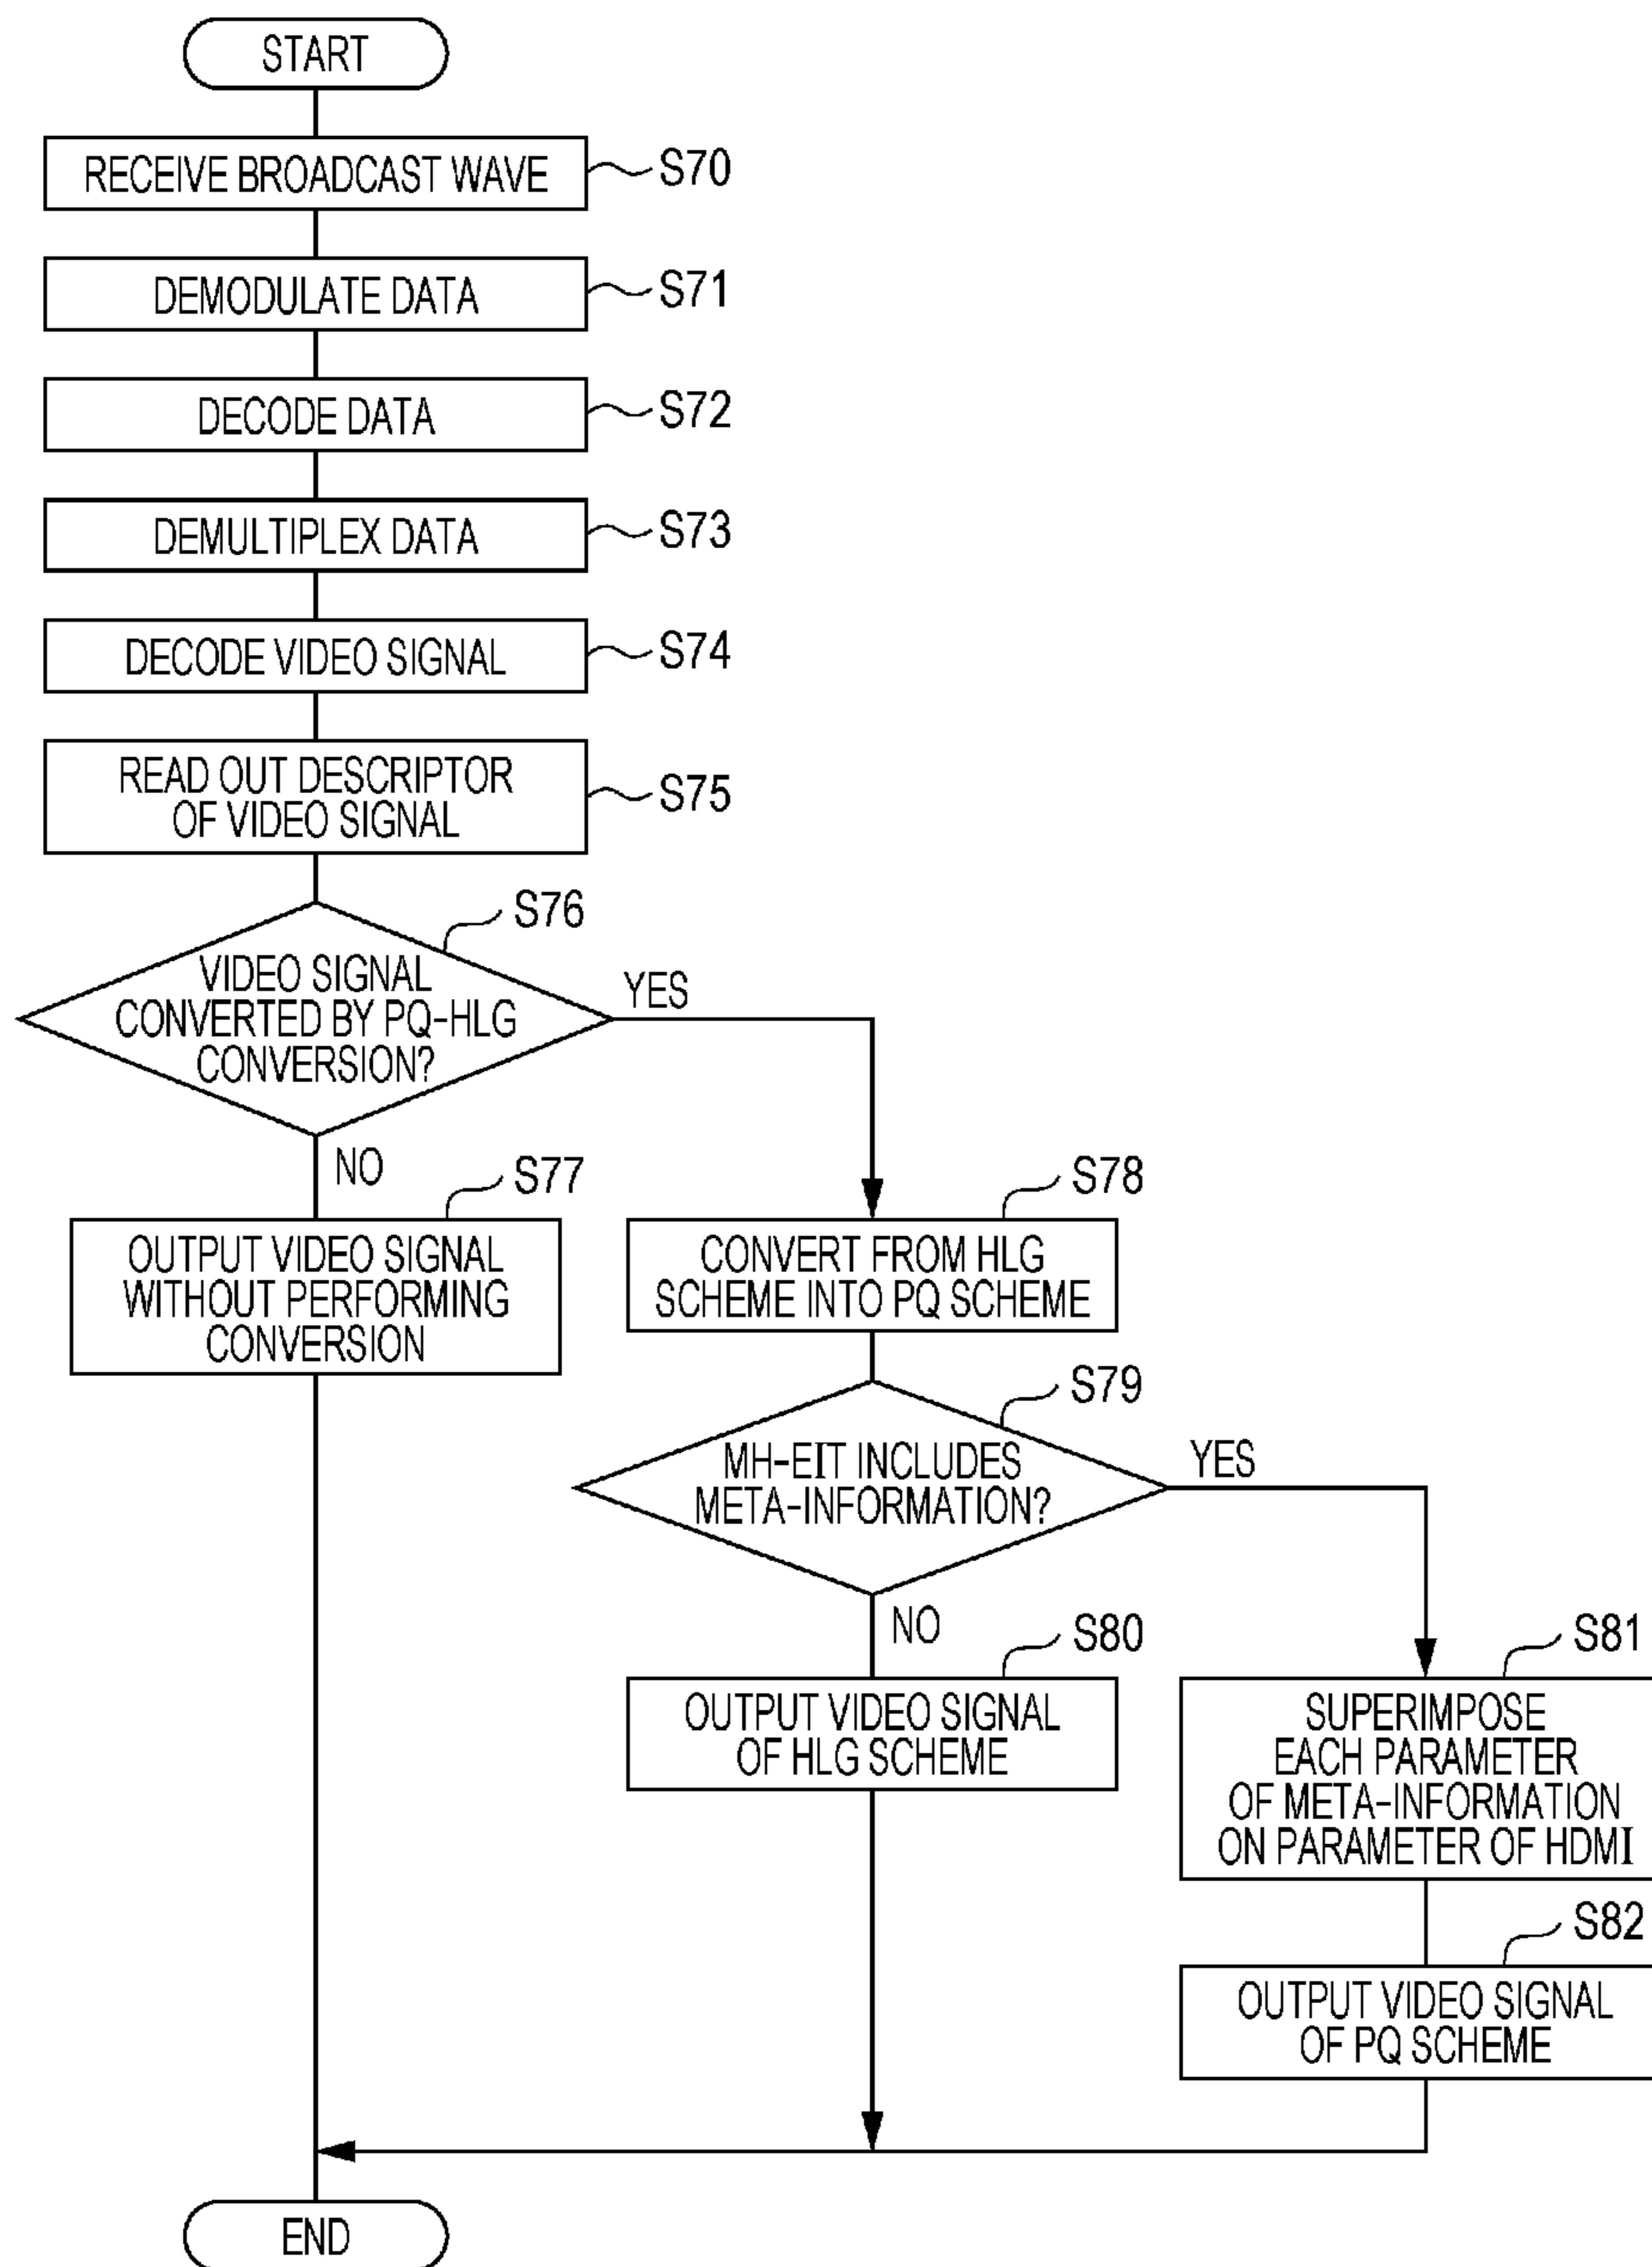 START
RECEIVE BROADCAST WAVE
S70
DEMODULATE DATA
S71
DECODE DATA
S72
DEMULTIPLEX DATA
S73
DECODE VIDEO SIGNAL
S74
READ OUT DESCRIPTOR
OF VIDEO SIGNAL
S75
S76
VIDEO SIGNAL
CONVERTED BY PQ-HLG
CONVERSION?
YES
NO
S77
OUTPUT VIDEO SIGNAL
WITHOUT PERFORMING
CONVERSION
S78
CONVERT FROM HLG
SCHEME INTO PQ SCHEME
S79
MH-EIT INCLUDES
META-INFORMATION?
YES
NO
S80
OUTPUT VIDEO SIGNAL
OF HLG SCHEME
S81
SUPERIMPOSE
EACH PARAMETER
OF META-INFORMATION
ON PARAMETER OF HDMI
S82
OUTPUT VIDEO SIGNAL
OF PQ SCHEME
END